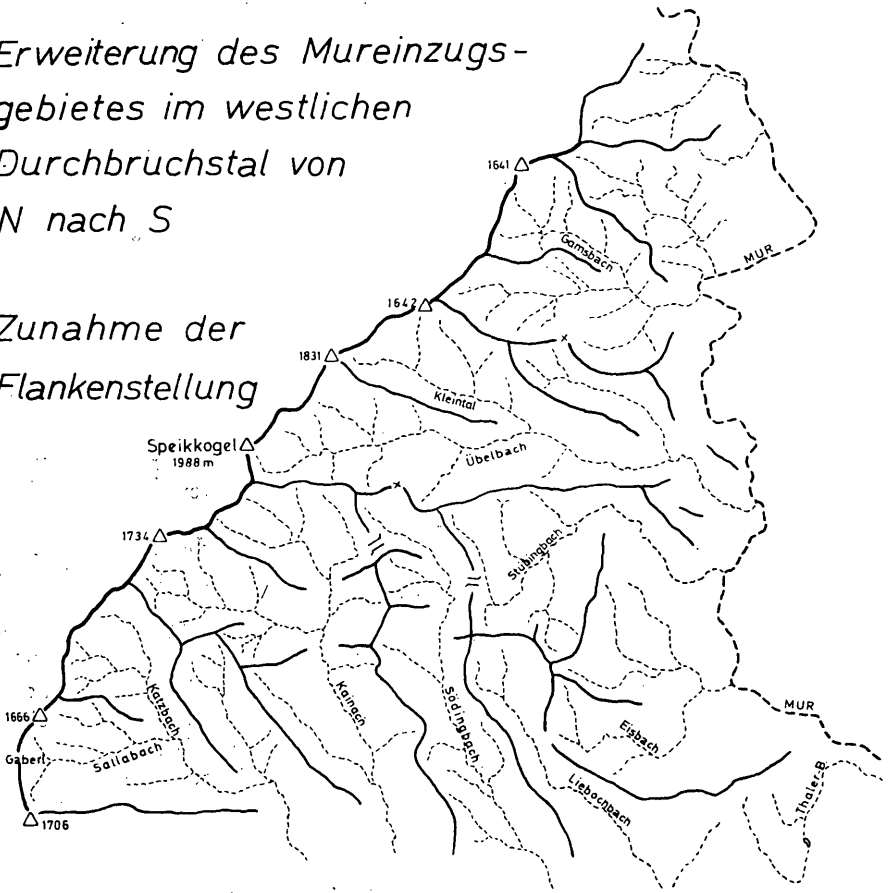 Erweiterung des Mureinzugs-
gebietes im westlichen
Durchbruchstal von
N nach S
Zunahme der
Flankenstellung
1641
Gamsbach
MUR
1642
1831
Kleintal
Speikkogel
1988 m
Übelbach
1734
Stübingbach
1666
Katzbach
Kainach
Södingbach
MUR
Gaberl
Sallabach
Eisbach
Liebochbach
Thaler-B.
1706